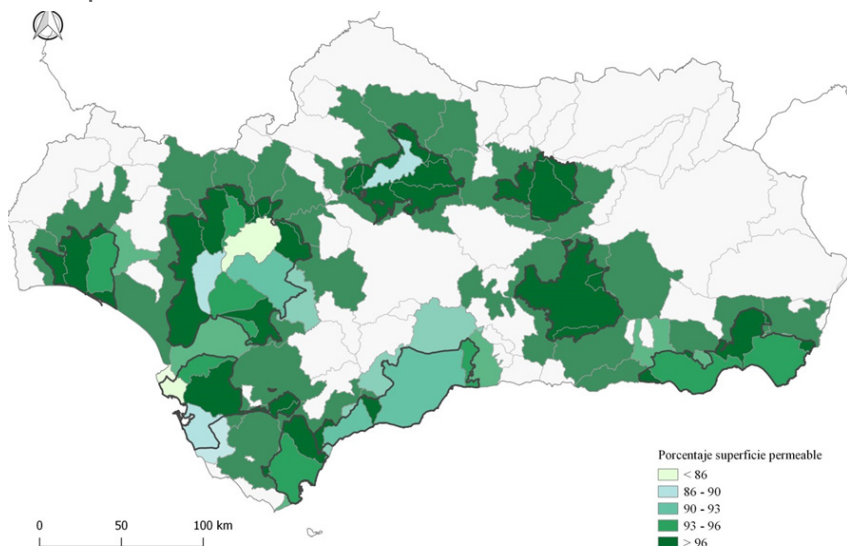 Porcentaje superficie permeable
< 86
86 - 90
90 - 93
93 - 96
> 96
0 50 100 km